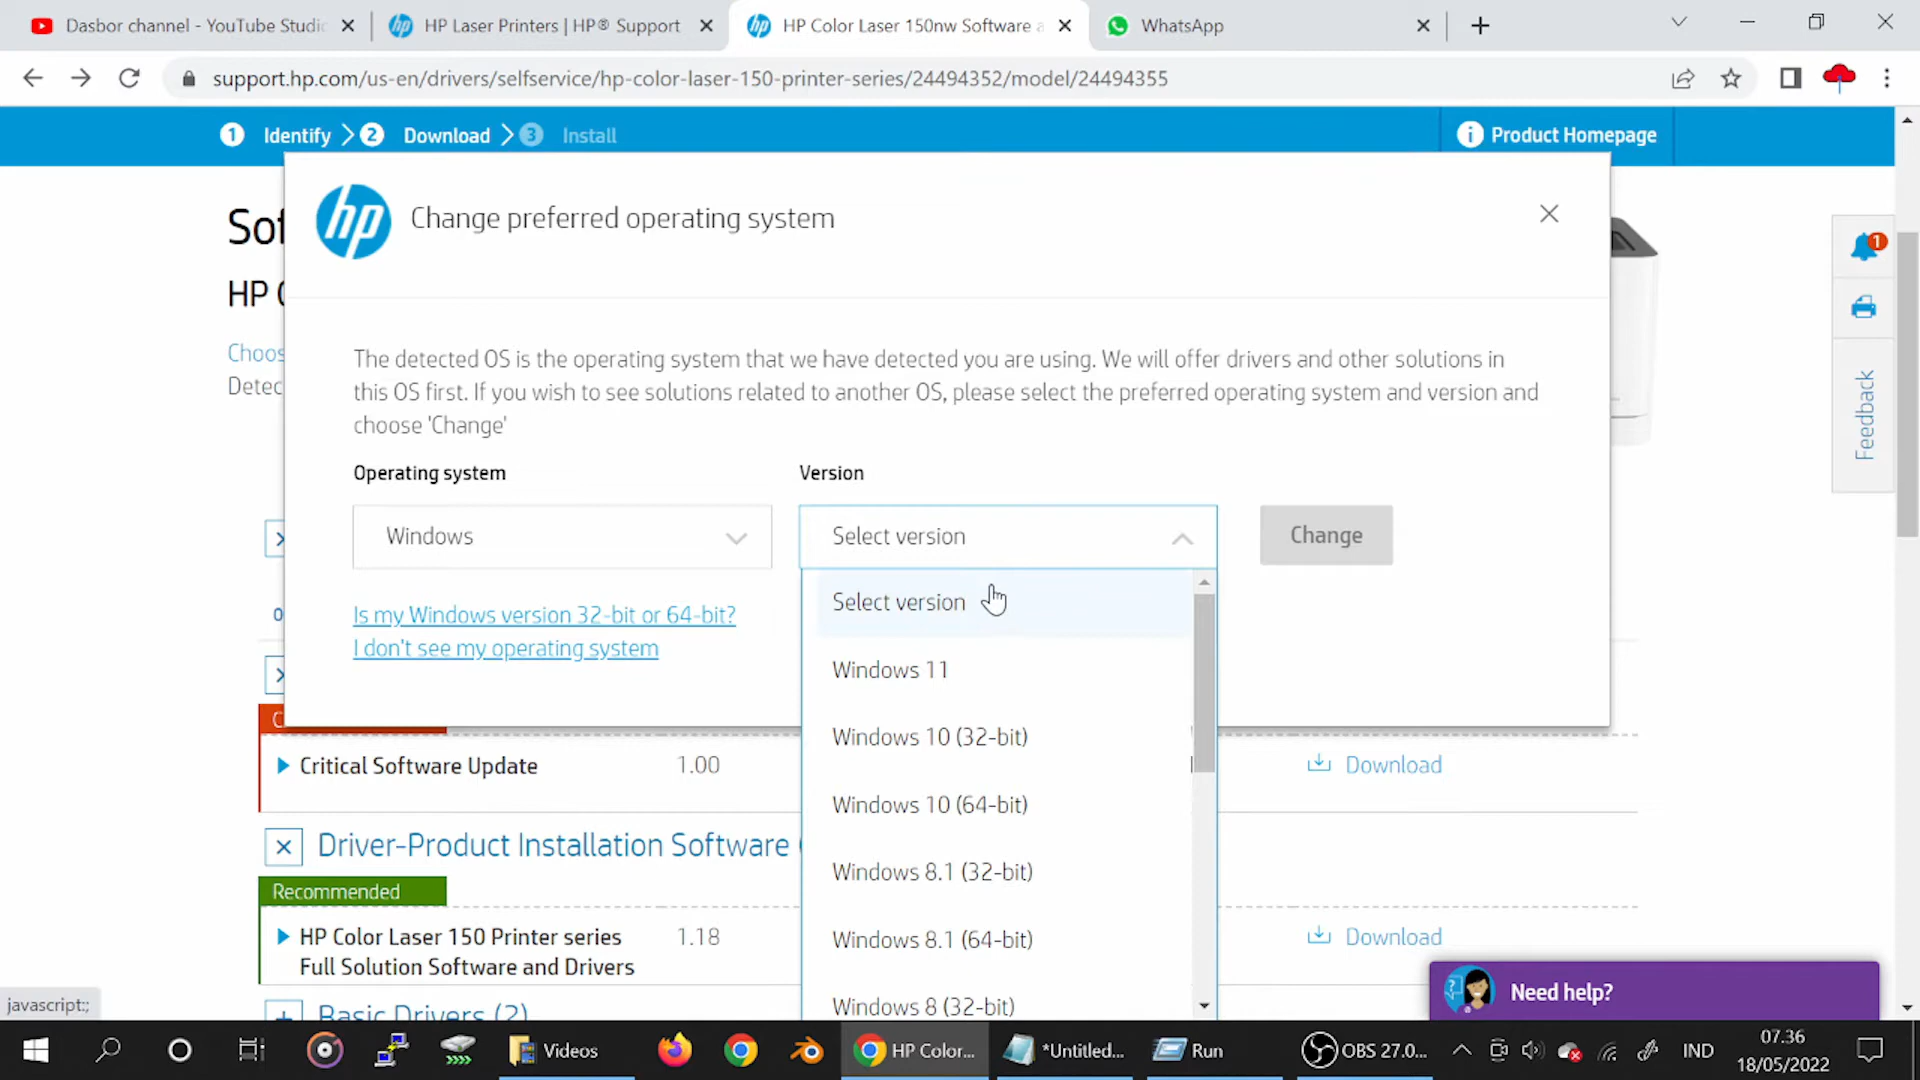 Dasbor channel - YouTube Studi
HP Laser Printers | HP® Support
HP Color Laser 150nw Software a
WhatsApp
support.hp.com/us-en/drivers/selfservice/hp-color-laser-150-printer-series/24494352/model/24494355
1 Identify 2 Download 3 Install
i Product Homepage
Sof
hp Change preferred operating system
1
HP C
Choos
Detec
The detected OS is the operating system that we have detected you are using. We will offer drivers and other solutions in
this OS first. If you wish to see solutions related to another OS, please select the preferred operating system and version and
choose 'Change'
Feedback
Operating system
Version
Windows
Select version
Change
Is my Windows version 32-bit or 64-bit?
I don't see my operating system
Select version
Windows 11
Windows 10 (32-bit)
Windows 10 (64-bit)
Windows 8.1 (32-bit)
Windows 8.1 (64-bit)
Windows 8 (32-bit)
Critical Software Update 1.00 Download
Driver-Product Installation Software (
Recommended
HP Color Laser 150 Printer series 1.18 Download
Full Solution Software and Drivers
Basic Drivers (2)
Need help?
javascript:;
Videos
HP Color...
*Untitled...
Run
OBS 27.0...
IND
07.36
18/05/2022